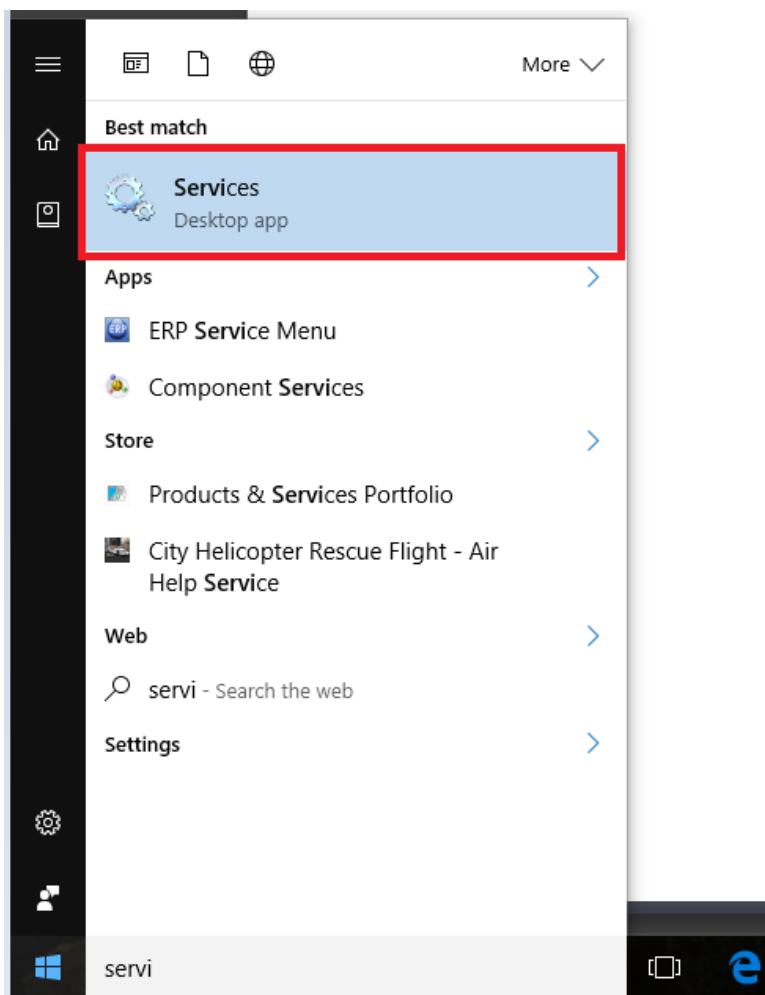 More
Best match
Services
Desktop app
Apps
ERP Service Menu
Component Services
Store
Products & Services Portfolio
City Helicopter Rescue Flight - Air
Help Service
Web
servi - Search the web
Settings
servi